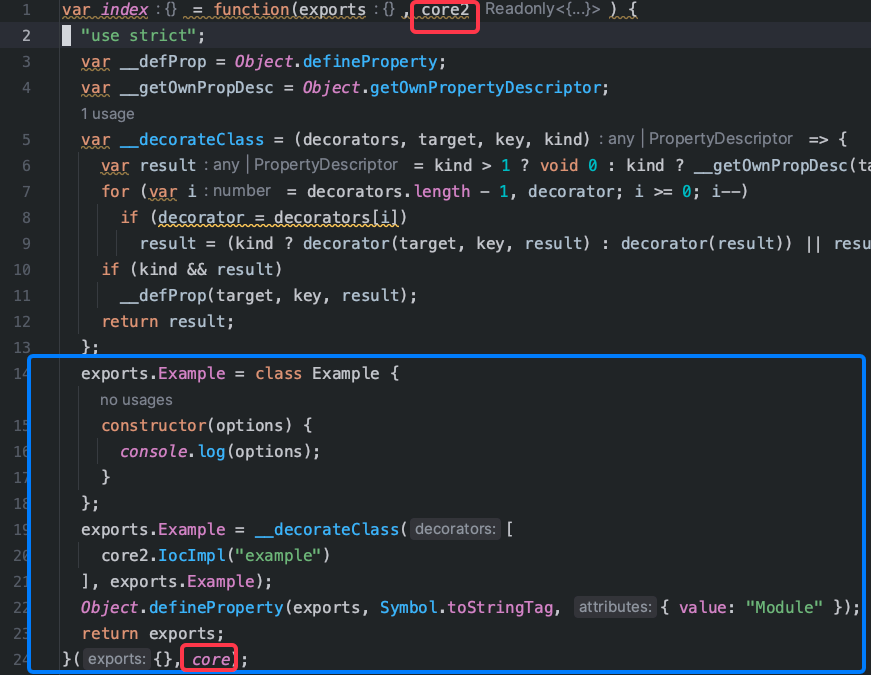 1 var index : {} = function(exports : {} , core2 Readonly<{...}> ) {
2 "use strict";
3 var __defProp = Object.defineProperty;
4 var __getOwnPropDesc = Object.getOwnPropertyDescriptor;
1 usage
5 var __decorateClass = (decorators, target, key, kind) : any | PropertyDescriptor => {
6 var result : any | PropertyDescriptor = kind > 1 ? void 0 : kind ? __getOwnPropDesc(ta
7 for (var i : number = decorators.length - 1, decorator; i >= 0; i--)
8 if (decorator = decorators[i])
9 result = (kind ? decorator(target, key, result) : decorator(result)) || resu
10 if (kind && result)
11 __defProp(target, key, result);
12 return result;
13 };
14 exports.Example = class Example {
no usages
15 constructor(options) {
16 console.log(options);
17 }
18 };
19 exports.Example = __decorateClass( decorators: [
20 core2.IocImpl("example")
21 ], exports.Example);
22 Object.defineProperty(exports, Symbol.toStringTag, attributes: { value: "Module" });
23 return exports;
24 }( exports: {}, core);